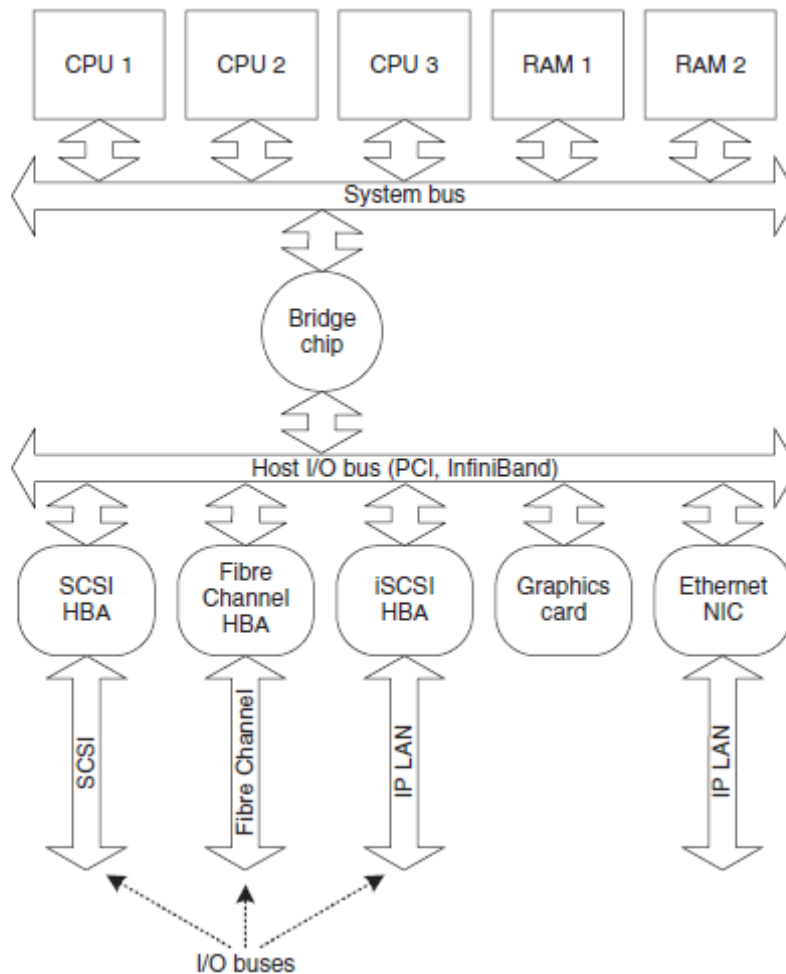 CPU 1
CPU 2
CPU 3
RAM 1
RAM 2
System bus
Bridge
chip
Host I/O bus (PCI, InfiniBand)
SCSI
HBA
Fibre
Channel
HBA
iSCSI
HBA
Graphics
card
Ethernet
NIC
SCSI
Fibre Channel
IP LAN
IP LAN
I/O buses